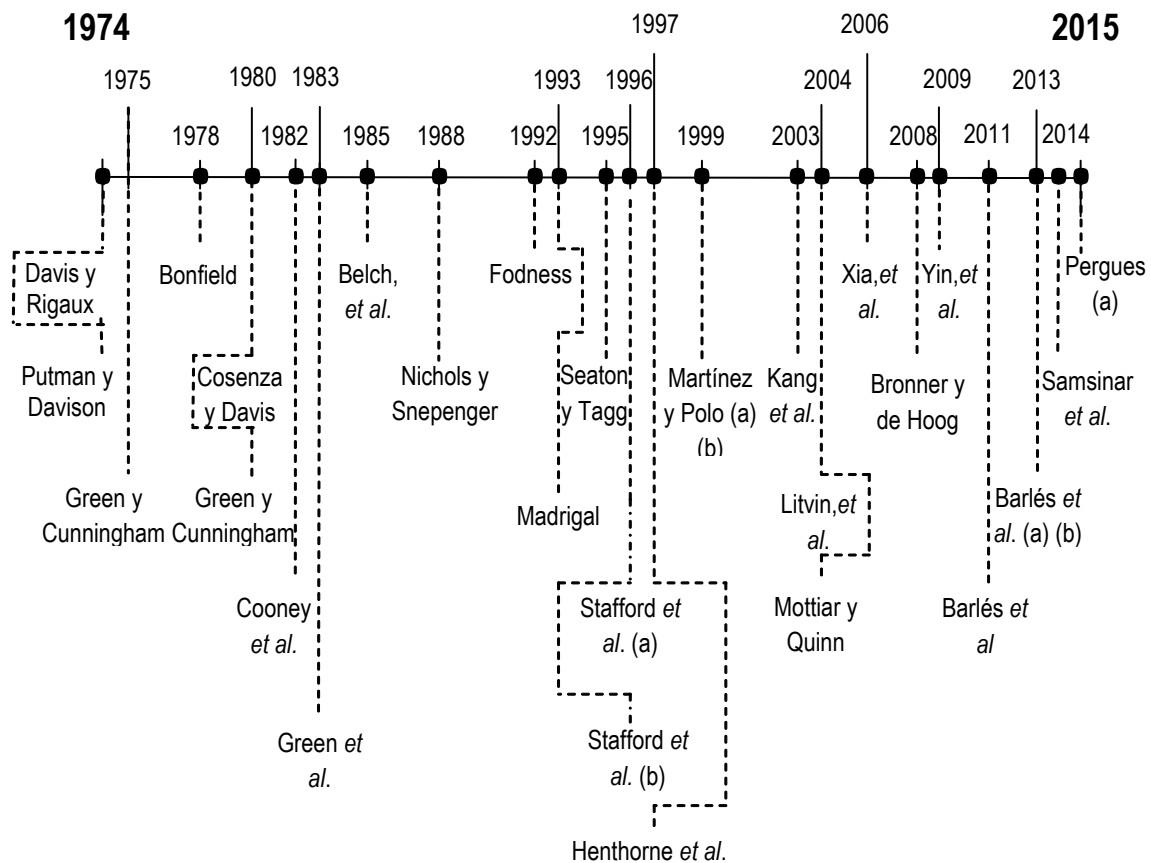 1974
1997
2006
2015
1975
1980
1983
1993
1996
2004
2009
2013
1978
1982
1985
1988
1992
1995
1999
2003
2008
2011
2014
Davis y
Rigaux
Bonfield
Belch,
et al.
Fodness
Xia,et
al.
Yin,et
al.
Pergues
(a)
Putman y
Davison
Cosenza
y Davis
Nichols y
Snepenger
Seaton
y Tagg
Martínez
y Polo (a)
(b)
Kang
et al.
Bronner y
de Hoog
Samsinar
et al.
Green y
Cunningham
Green y
Cunningham
Madrigal
Litvin,et
al.
Barlés et
al. (a) (b)
Cooney
et al.
Stafford et
al. (a)
Mottiar y
Quinn
Barlés et
al
Green et
al.
Stafford et
al. (b)
Henthorne et al.